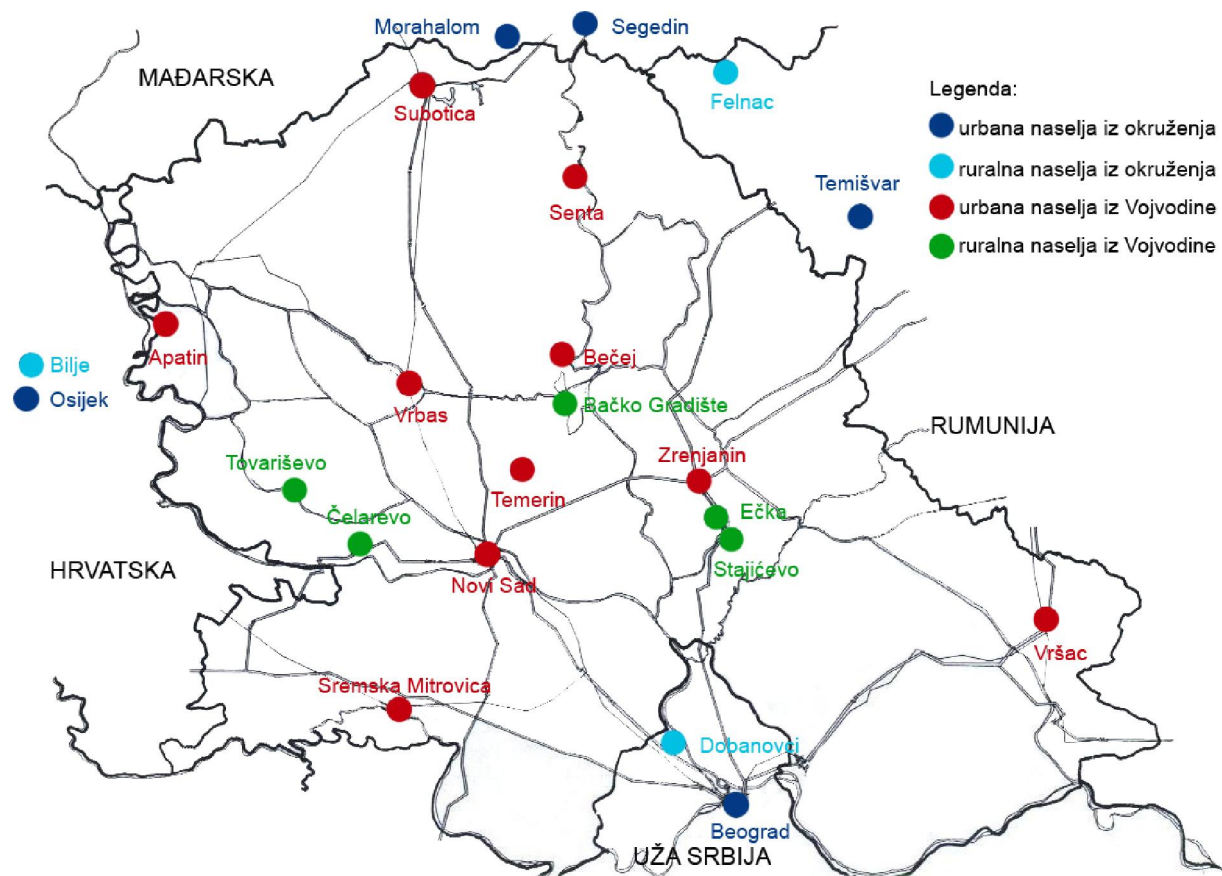 Morahalom
Segedin
MAĐARSKA
Subotica
Felnac
Legenda:
urbana naselja iz okruženja
ruralna naselja iz okruženja
urbana naselja iz Vojvodine
ruralna naselja iz Vojvodine
Temišvar
Senta
Apatin
Bilje
Osijek
Bečej
Vrbas
Bačko Gradište
RUMUNIJA
Zrenjanin
Tovariševo
Temerin
Čelarevo
Ečka
Stajićevo
HRVATSKA
Novi Sad
Vršac
Sremska Mitrovica
Dobanovci
Beograd
UŽA SRBIJA